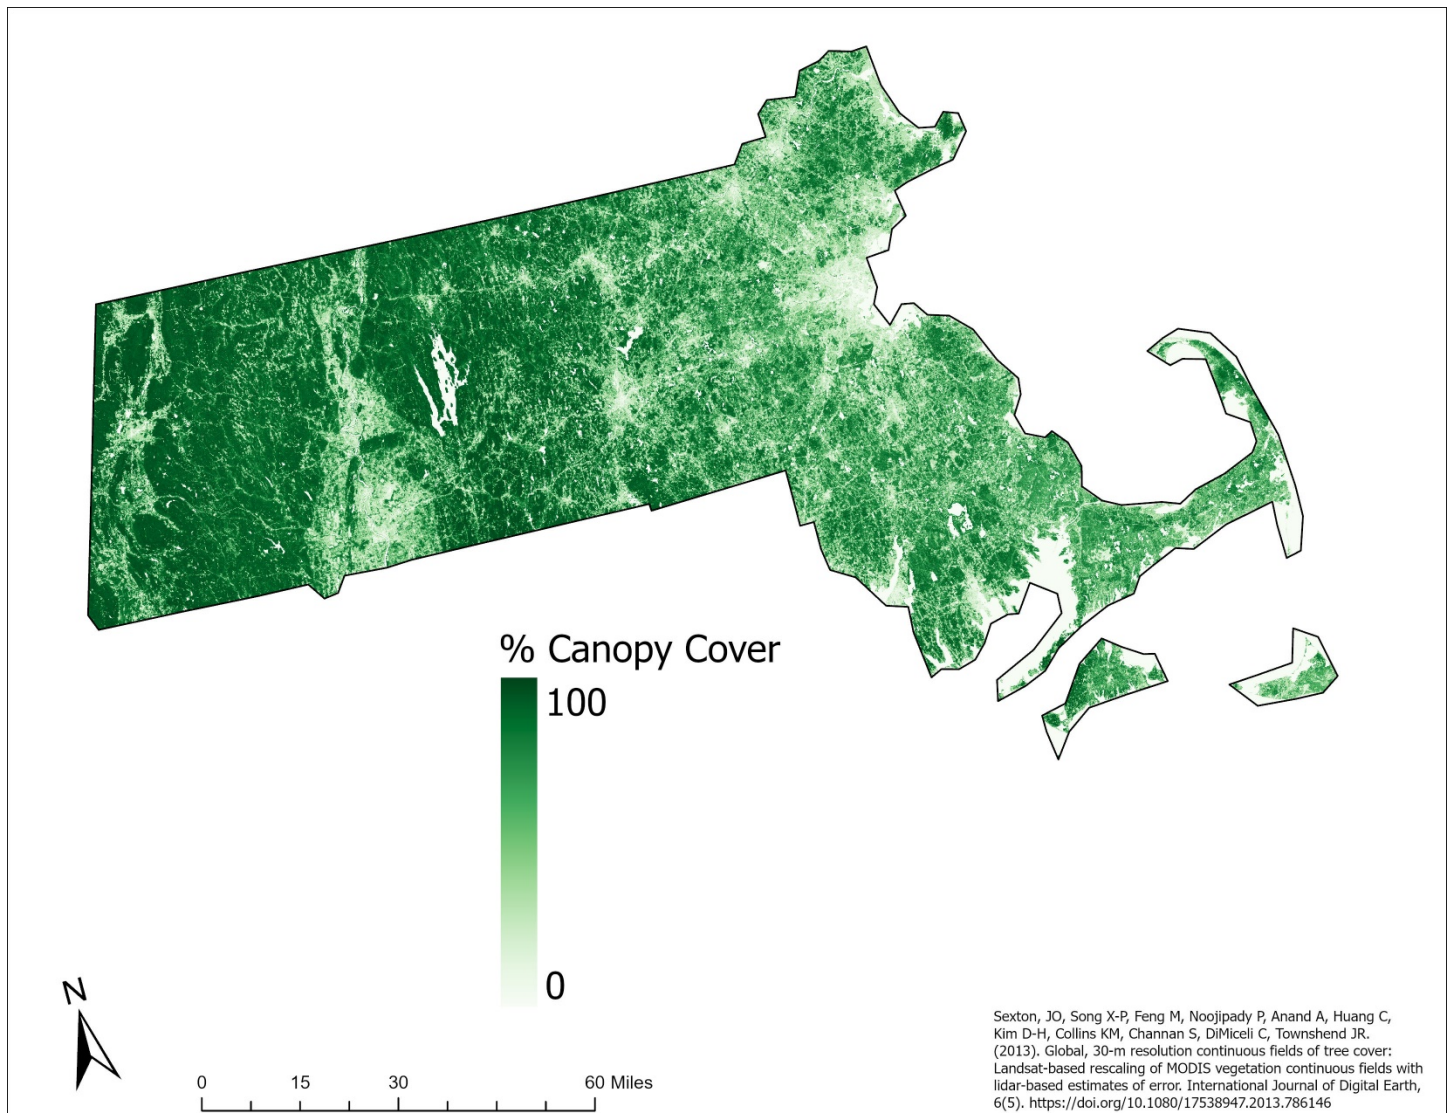 % Canopy Cover
100
0
N
0 15 30 60 Miles
Sexton, JO, Song X-P, Feng M, Noojipady P, Anand A, Huang C,
Kim D-H, Collins KM, Channan S, DiMiceli C, Townshend JR.
(2013). Global, 30-m resolution continuous fields of tree cover:
Landsat-based rescaling of MODIS vegetation continuous fields with
lidar-based estimates of error. International Journal of Digital Earth,
6(5). https://doi.org/10.1080/17538947.2013.786146